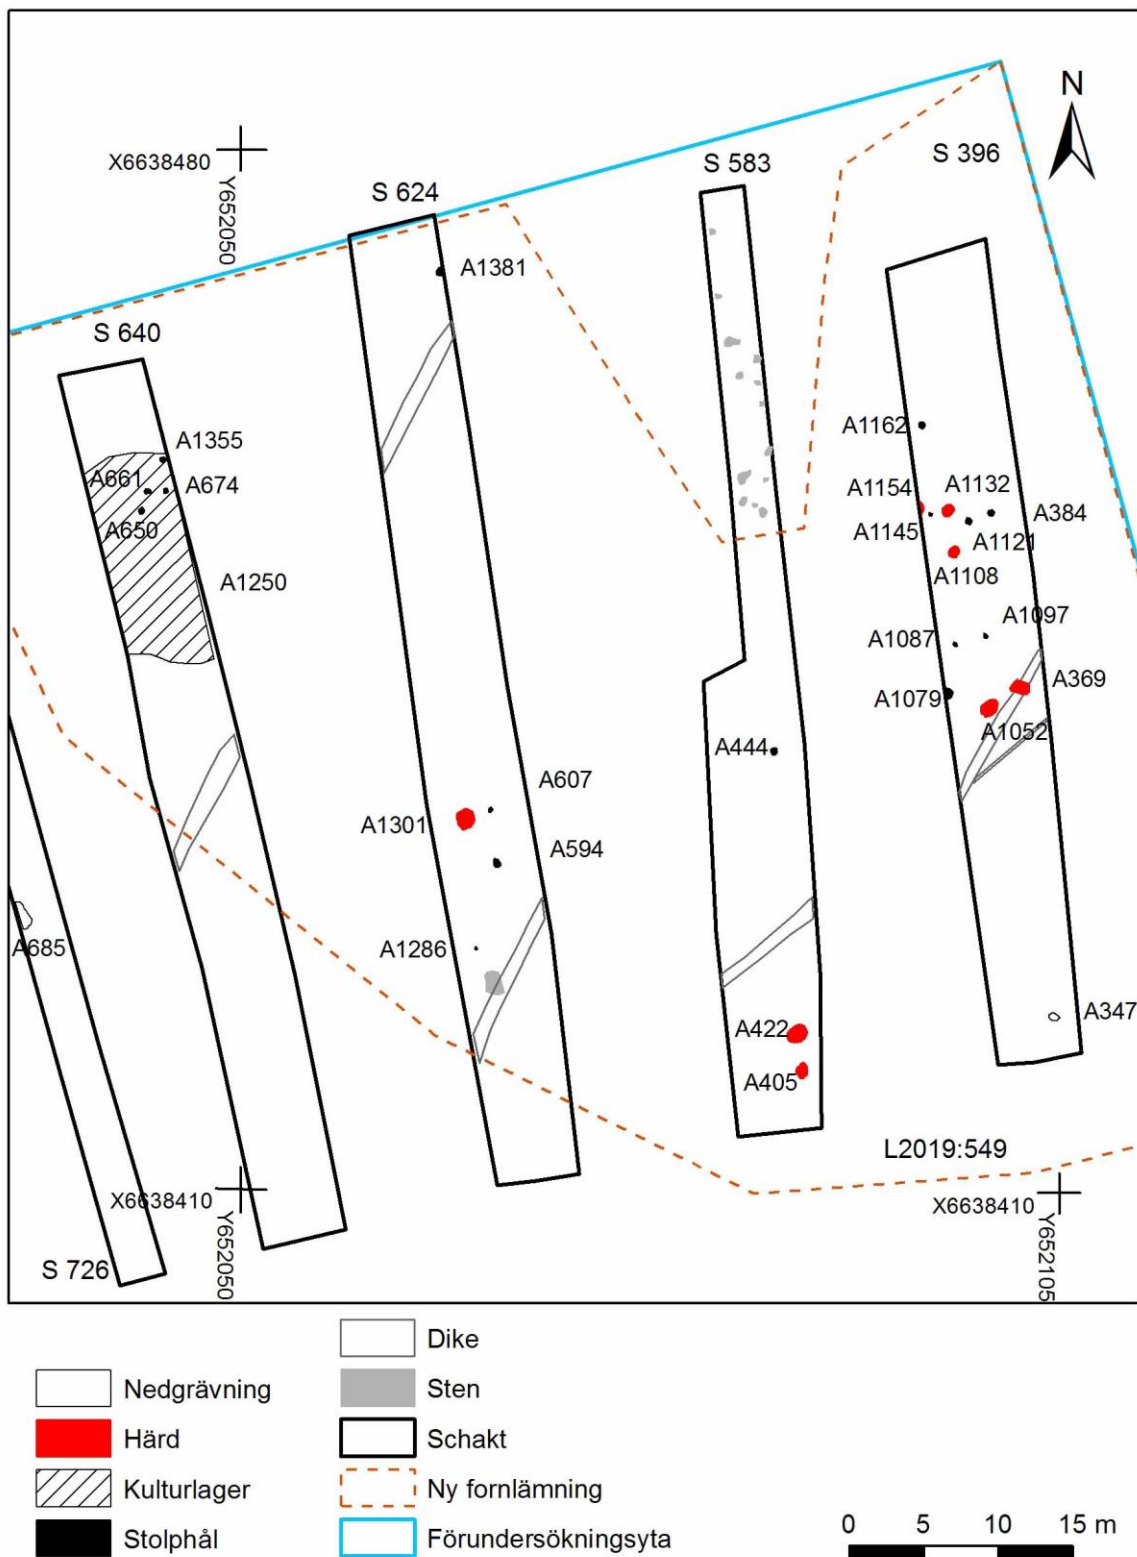 N
X6638480
Y652050
S 624
S 583
S 396
A1381
S 640
A1355
A661
A674
A650
A1250
A1162
A1154
A1132
A384
A1145
A1121
A1108
A1097
A1087
A369
A1079
A1052
A444
A607
A1301
A594
A685
A1286
A347
A422
A405
L2019:549
X6638410
Y652050
X6638410
Y652105
S 726
Nedgrävning
Härd
Kulturlager
Stolphål
Dike
Sten
Schakt
Ny fornlämning
Förundersökningsyta
0 5 10 15 m